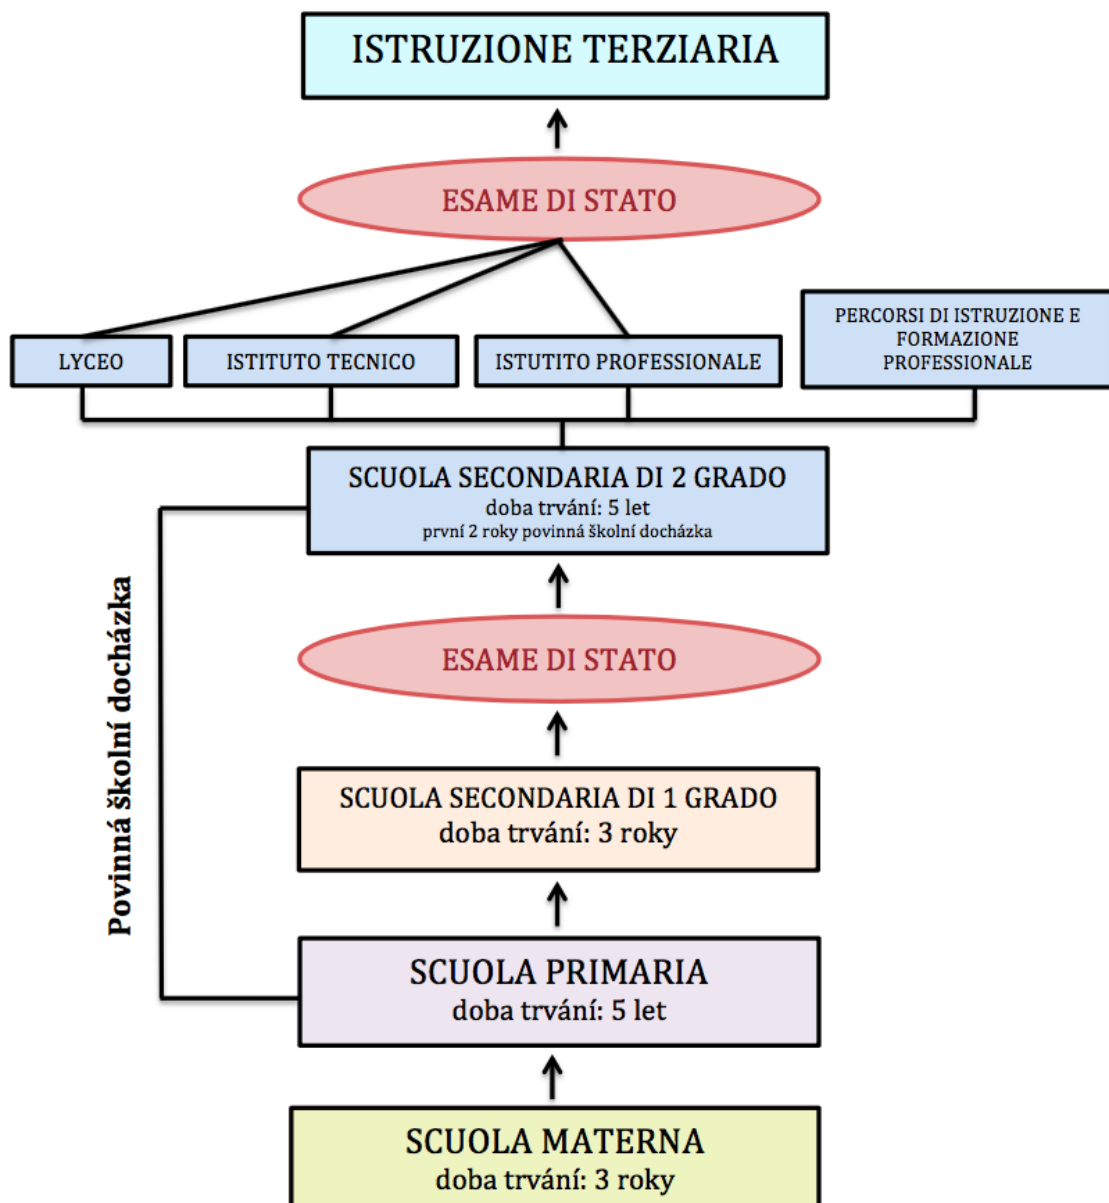 ISTRUZIONE TERZIARIA
ESAME DI STATO
LYCEO
ISTITUTO TECNICO
ISTUTITO PROFESSIONALE
PERCORSI DI ISTRUZIONE E
FORMAZIONE
PROFESSIONALE
SCUOLA SECONDARIA DI 2 GRADO
doba trvání: 5 let
první 2 roky povinná školní docházka
Povinná školní docházka
ESAME DI STATO
SCUOLA SECONDARIA DI 1 GRADO
doba trvání: 3 roky
SCUOLA PRIMARIA
doba trvání: 5 let
SCUOLA MATERNA
doba trvání: 3 roky